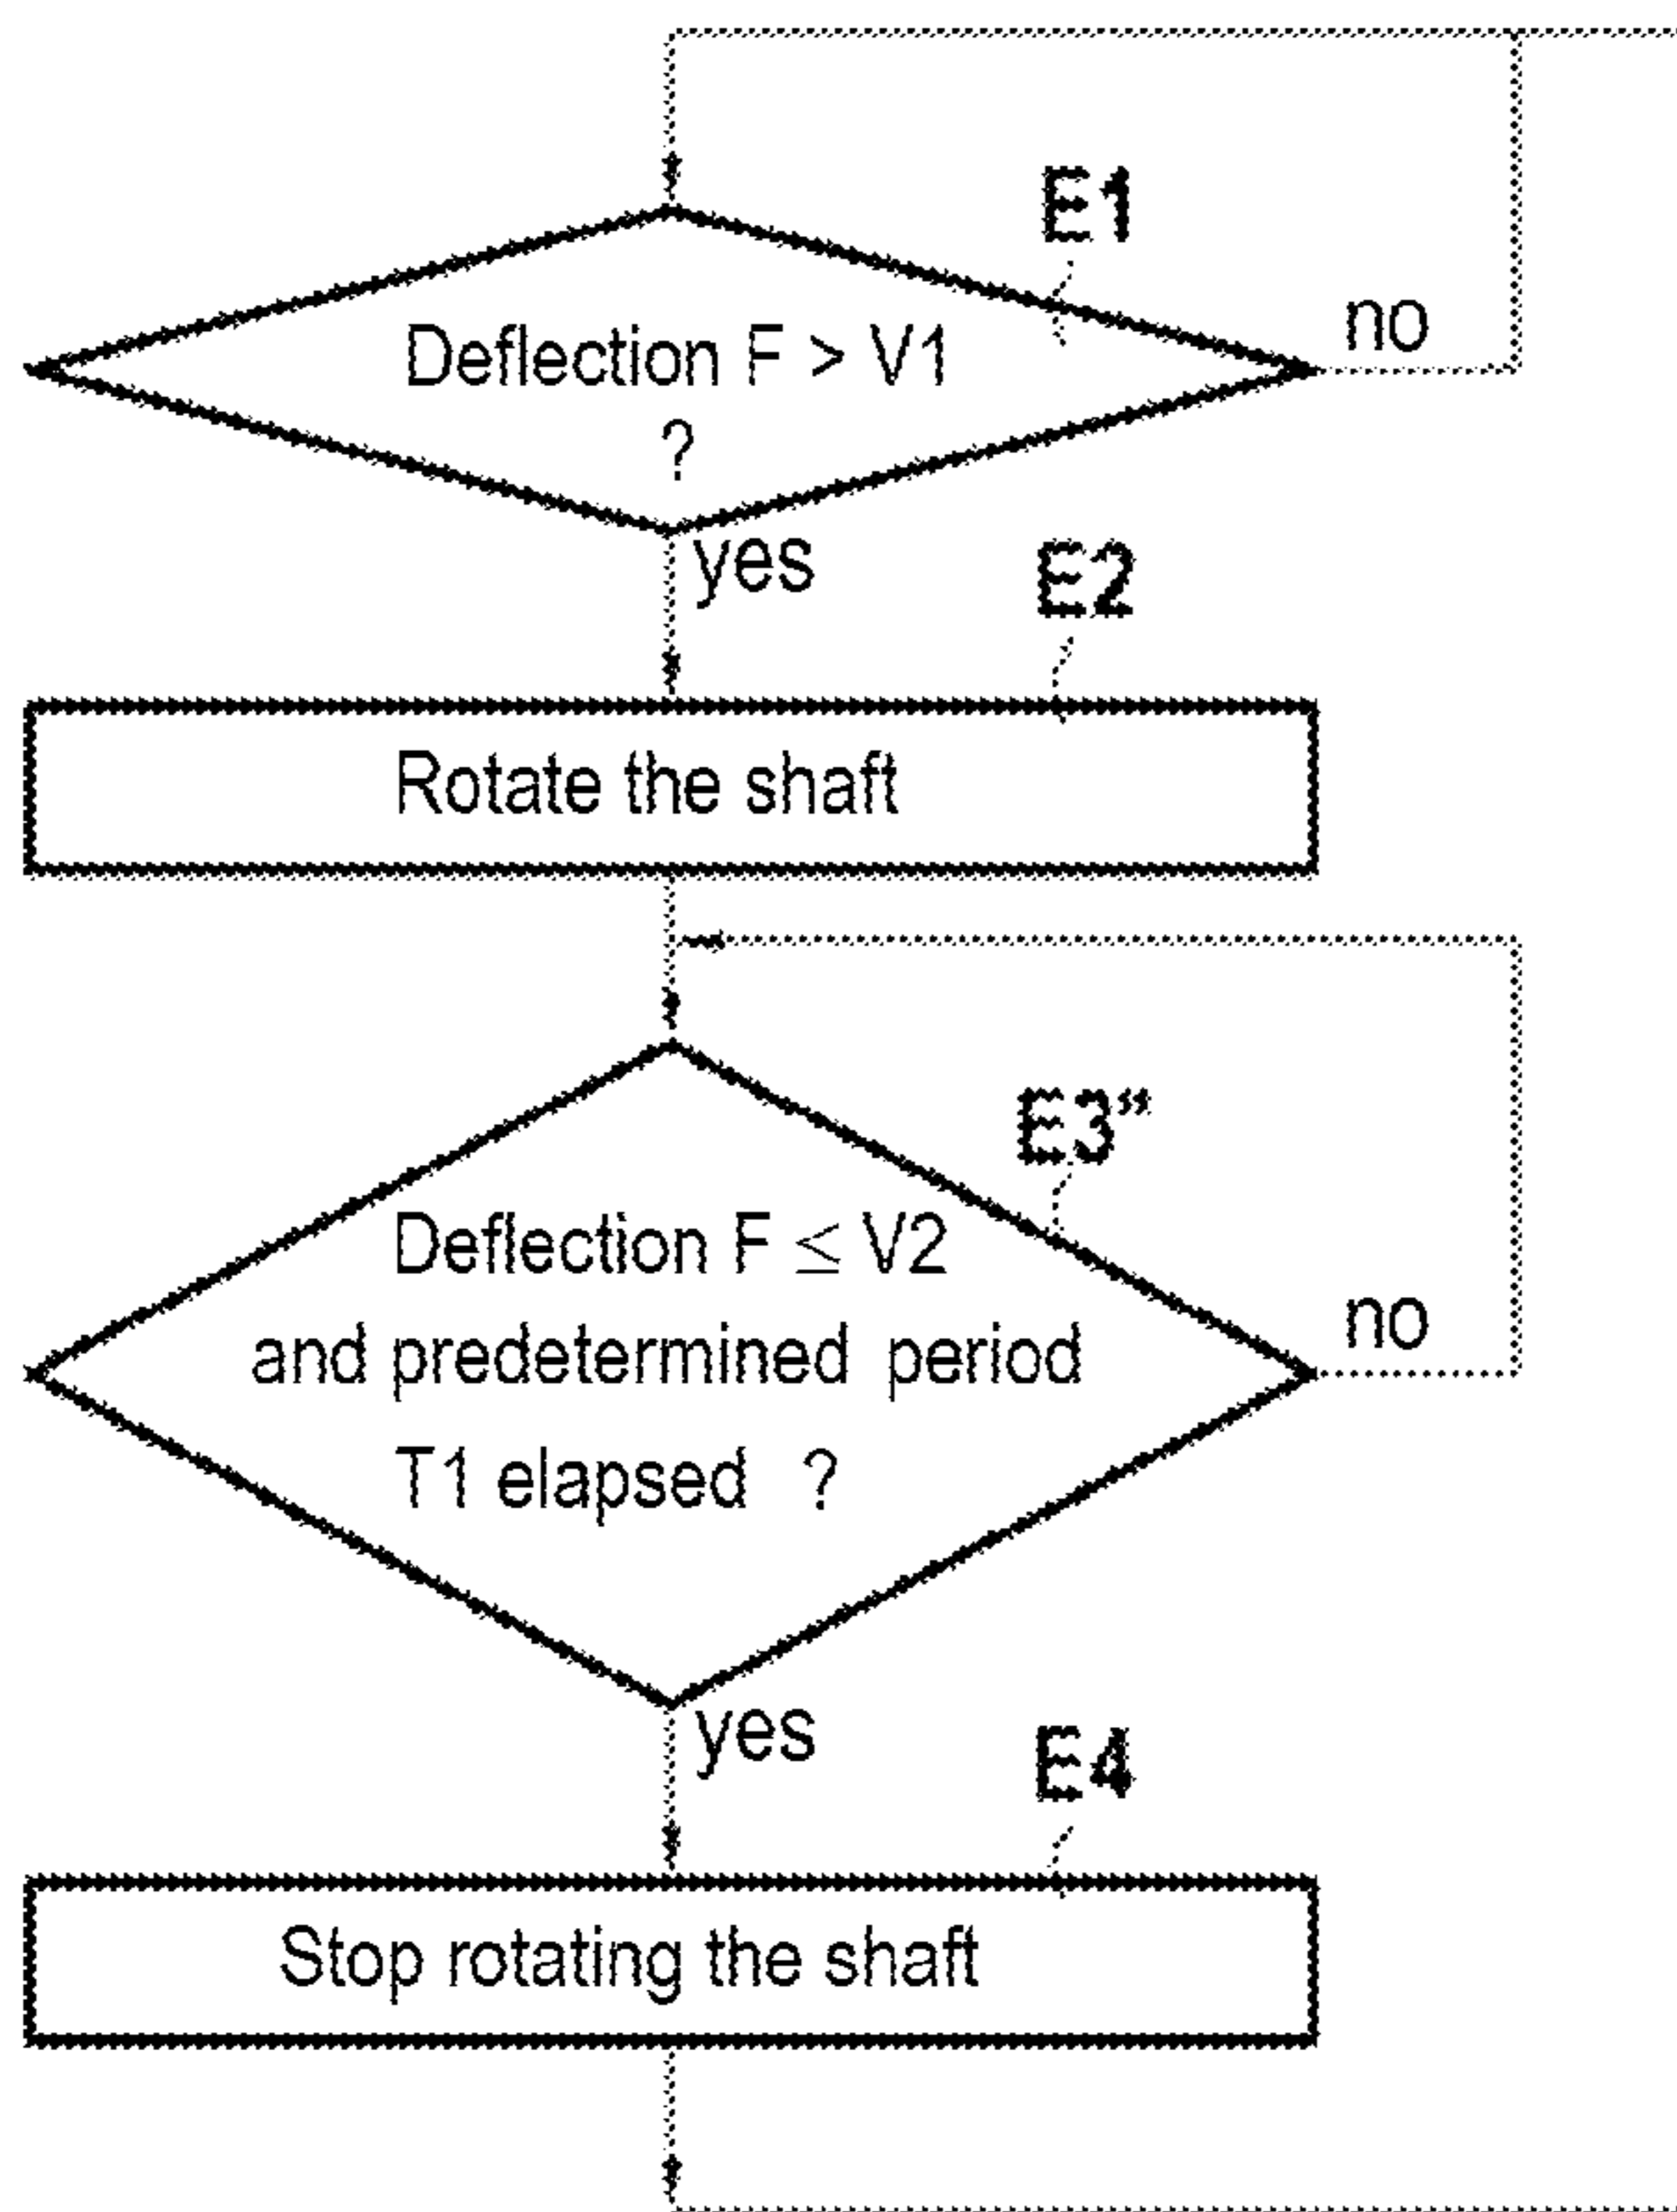 E1
Deflection F > V1
?
no
yes
E2
Rotate the shaft
E3"
Deflection F ≤ V2
and predetermined period
T1 elapsed ?
no
yes
E4
Stop rotating the shaft